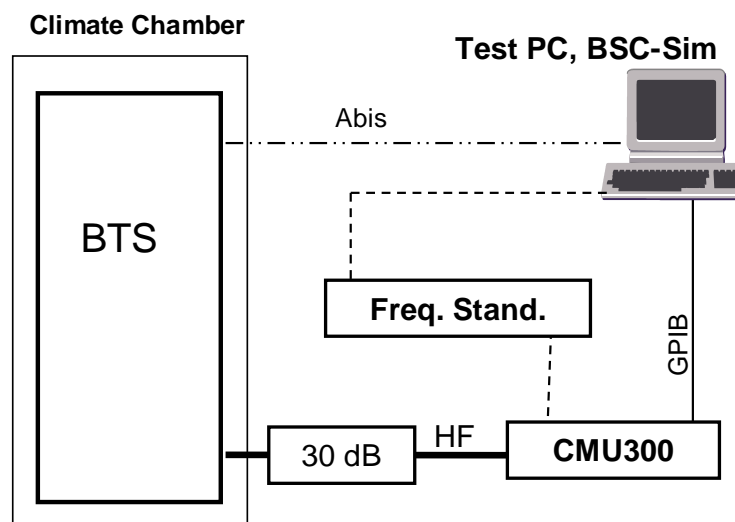 Climate Chamber
Test PC, BSC-Sim
Abis
BTS
Freq. Stand.
GPIB
30 dB
HF
CMU300